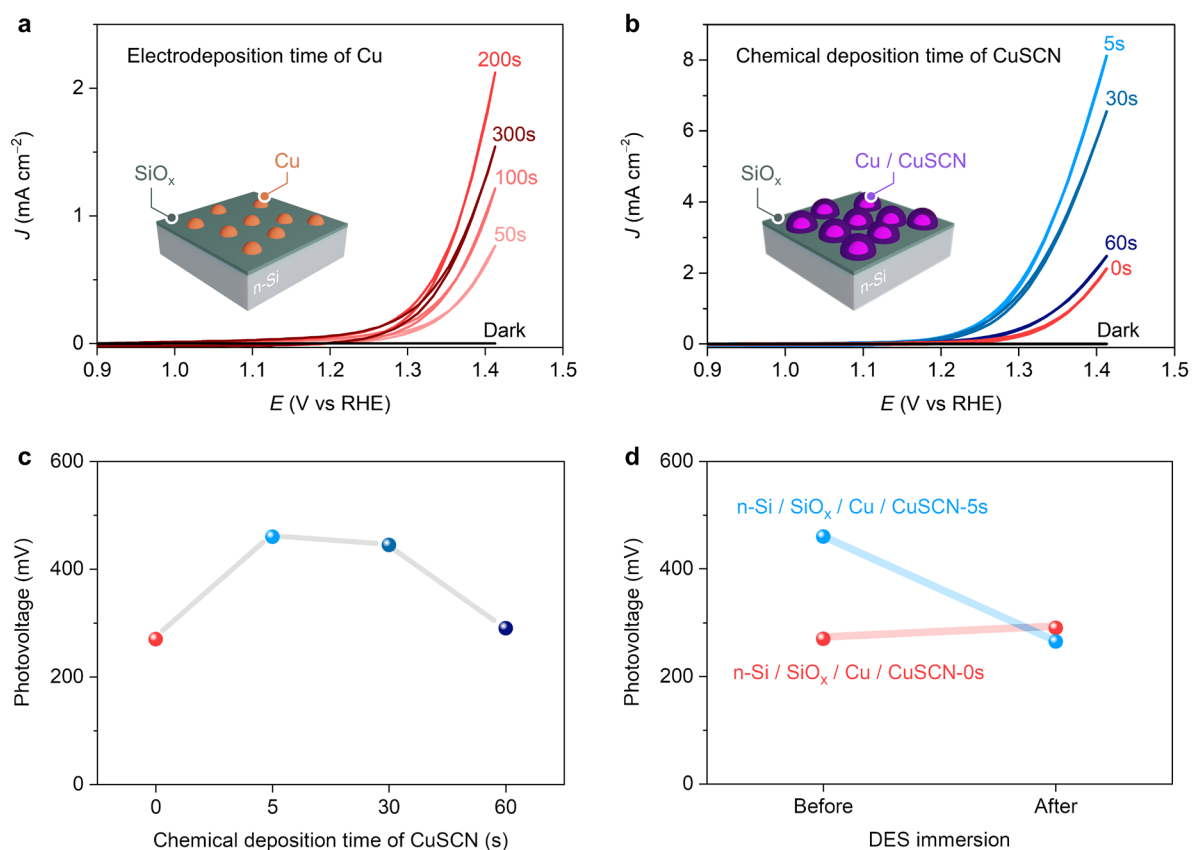 a
Electrodeposition time of Cu
200s
300s
100s
50s
Dark
Cu
SiOₓ
n-Si
J (mA cm⁻²)
0
1
2
0.9 1.0 1.1 1.2 1.3 1.4 1.5
E (V vs RHE)
b
Chemical deposition time of CuSCN
5s
30s
60s
0s
Dark
Cu / CuSCN
SiOₓ
n-Si
J (mA cm⁻²)
0
2
4
6
8
0.9 1.0 1.1 1.2 1.3 1.4 1.5
E (V vs RHE)
c
Photovoltage (mV)
600
400
200
0
0 5 30 60
Chemical deposition time of CuSCN (s)
d
Photovoltage (mV)
600
400
200
0
n-Si / SiOₓ / Cu / CuSCN-5s
n-Si / SiOₓ / Cu / CuSCN-0s
Before After
DES immersion